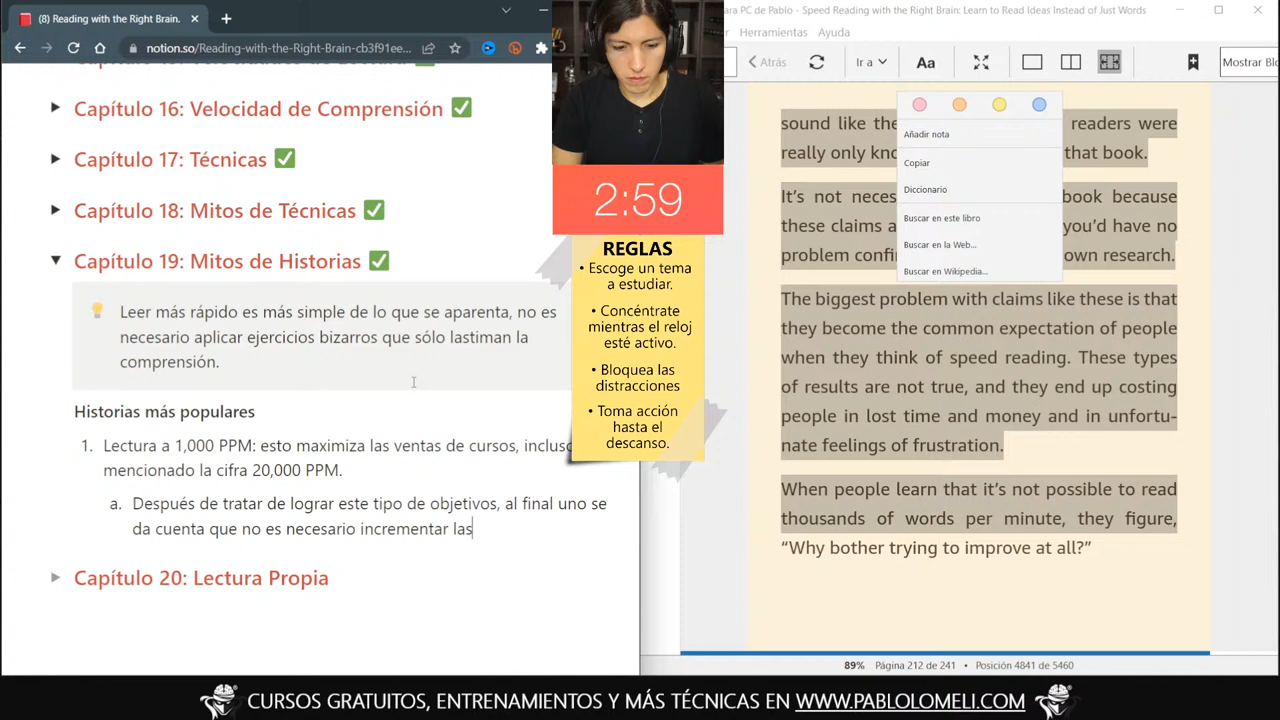 (8) Reading with the Right Brain.
notion.so/Reading-with-the-Right-Brain-cb3f91ee...
Capítulo 16: Velocidad de Comprensión ✅
Capítulo 17: Técnicas ✅
Capítulo 18: Mitos de Técnicas ✅
Capítulo 19: Mitos de Historias ✅
Leer más rápido es más simple de lo que se aparenta, no es
necesario aplicar ejercicios bizarros que sólo lastiman la
comprensión.
Historias más populares
1. Lectura a 1,000 PPM: esto maximiza las ventas de cursos, incluso
mencionado la cifra 20,000 PPM.
a. Después de tratar de lograr este tipo de objetivos, al final uno se
da cuenta que no es necesario incrementar las
Capítulo 20: Lectura Propia
2:59
REGLAS
• Escoge un tema
a estudiar.
• Concéntrate
mientras el reloj
esté activo.
• Bloquea las
distracciones
• Toma acción
hasta el
descanso.
PC de Pablo - Speed Reading with the Right Brain: Learn to Read Ideas Instead of Just Words
Herramientas Ayuda
Atrás
Ir a
Aa
Mostrar Blo
sound like the readers were
really only kno that book.
It’s not neces book because
these claims a you’d have no
problem confi own research.
Añadir nota
Copiar
Diccionario
Buscar en este libro
Buscar en la Web...
Buscar en Wikipedia...
The biggest problem with claims like these is that
they become the common expectation of people
when they think of speed reading. These types
of results are not true, and they end up costing
people in lost time and money and in unfortu-
nate feelings of frustration.
When people learn that it’s not possible to read
thousands of words per minute, they figure,
“Why bother trying to improve at all?”
89% Página 212 de 241 • Posición 4841 de 5460
CURSOS GRATUITOS, ENTRENAMIENTOS Y MÁS TÉCNICAS EN WWW.PABLOLOMELI.COM